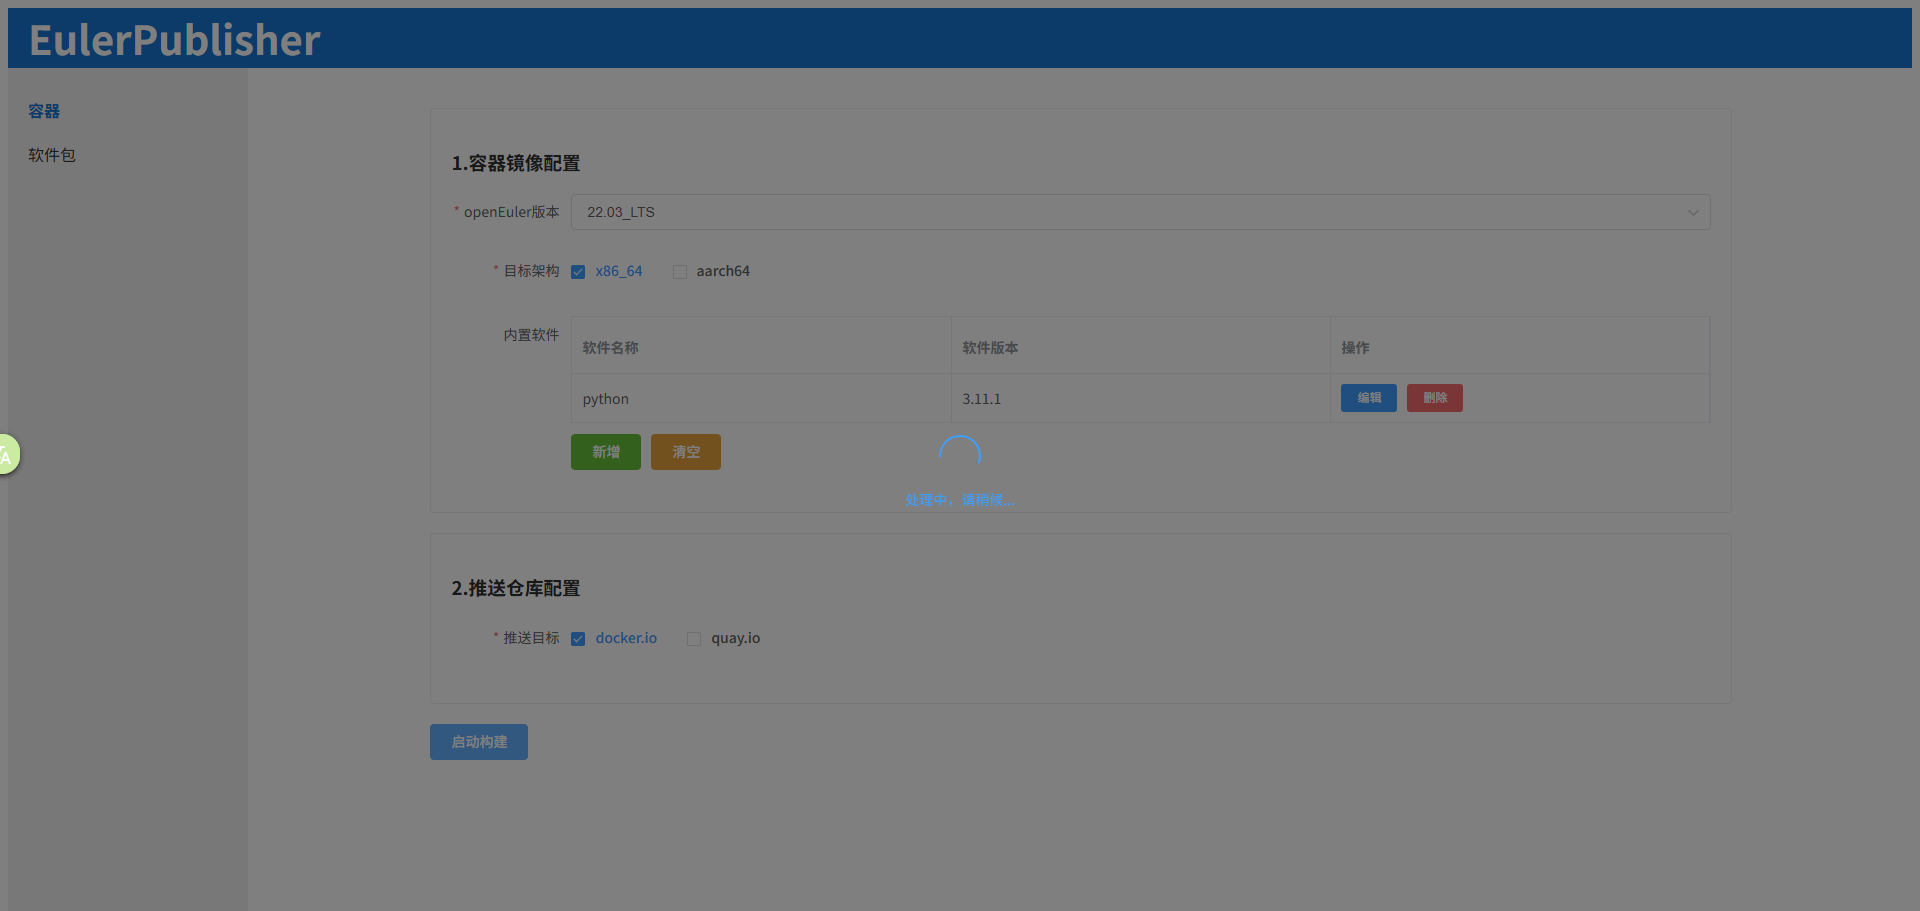 EulerPublisher
容器
软件包
1.容器镜像配置
* openEuler版本 22.03_LTS
* 目标架构 x86_64 aarch64
内置软件 软件名称 软件版本 操作
python 3.11.1 编辑 删除
新增 清空
处理中，请稍候...
2.推送仓库配置
* 推送目标 docker.io quay.io
启动构建